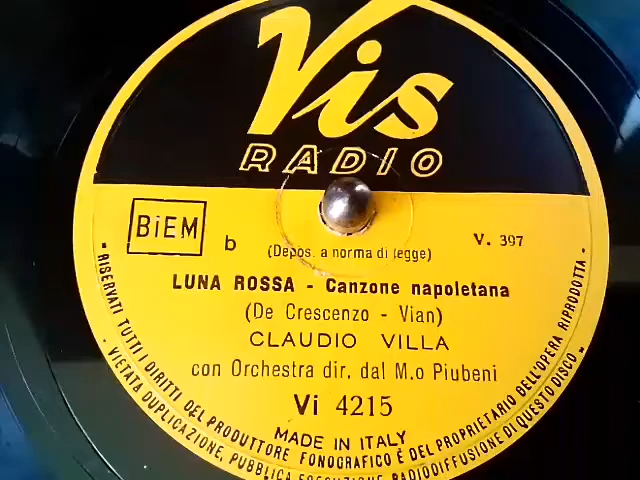 Vis
RADIO
BiEM
b
V. 397
(Depos. a norma di legge)
LUNA ROSSA - Canzone napoletana
(De Crescenzo - Vian)
CLAUDIO VILLA
con Orchestra dir. dal M.o Piubeni
Vi 4215
MADE IN ITALY
RISERVATI TUTTI I DIRITTI DEL PRODUTTORE FONOGRAFICO È DEL PROPRIETARIO DELL'OPERA RIPRODOTTA
VIETATA DUPLICAZIONE, PUBBLICA ESECUZIONE RADIODIFFUSIONE DI QUESTO DISCO